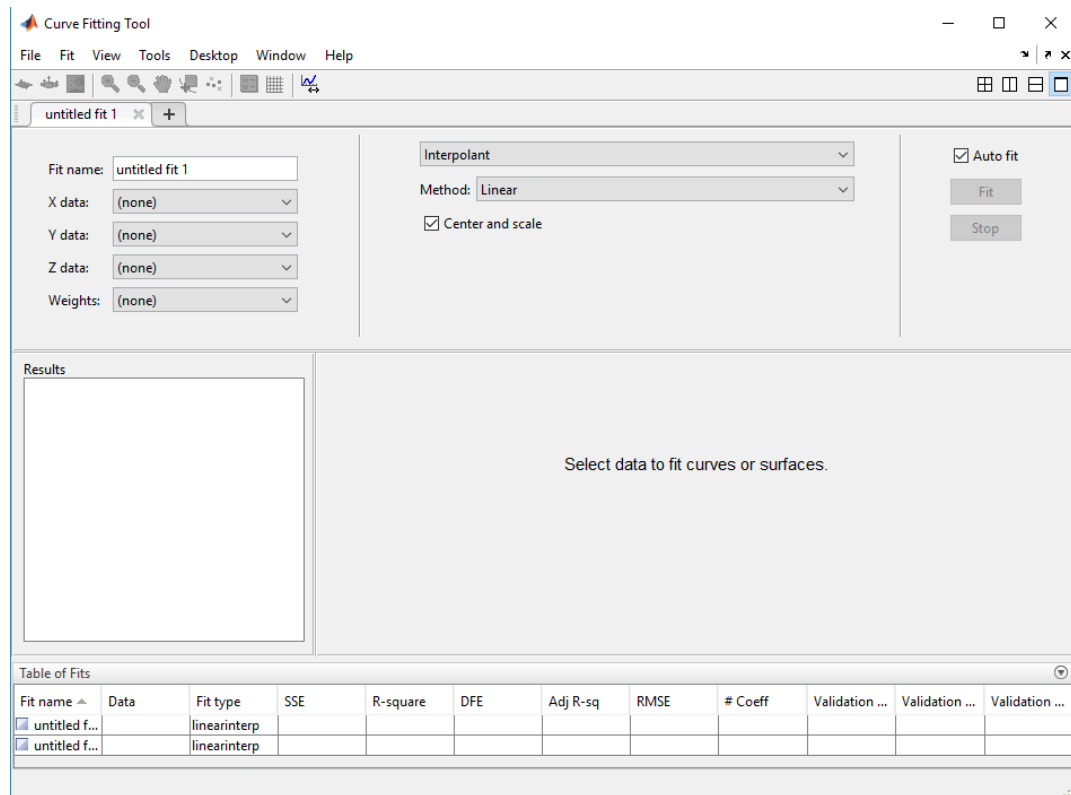 Curve Fitting Tool
File Fit View Tools Desktop Window Help
untitled fit 1
Fit name: untitled fit 1
X data: (none)
Y data: (none)
Z data: (none)
Weights: (none)
Interpolant
Method: Linear
Center and scale
Auto fit
Fit
Stop
Results
Select data to fit curves or surfaces.
Table of Fits
Fit name Data Fit type SSE R-square DFE Adj R-sq RMSE # Coeff Validation ... Validation ... Validation ...
untitled f... linearinterp
untitled f... linearinterp